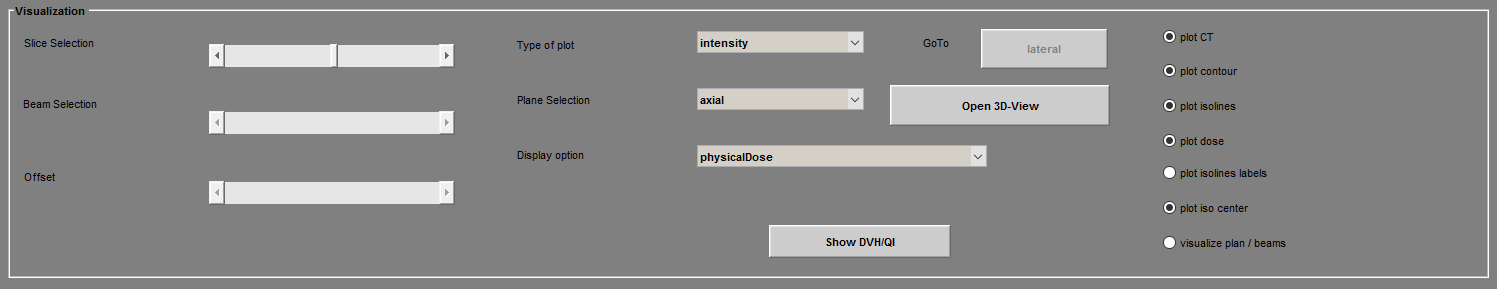 Visualization
Slice Selection
Beam Selection
Offset
Type of plot
intensity
GoTo
lateral
Plane Selection
axial
Open 3D-View
Display option
physicalDose
Show DVH/QI
plot CT
plot contour
plot isolines
plot dose
plot isolines labels
plot iso center
visualize plan / beams